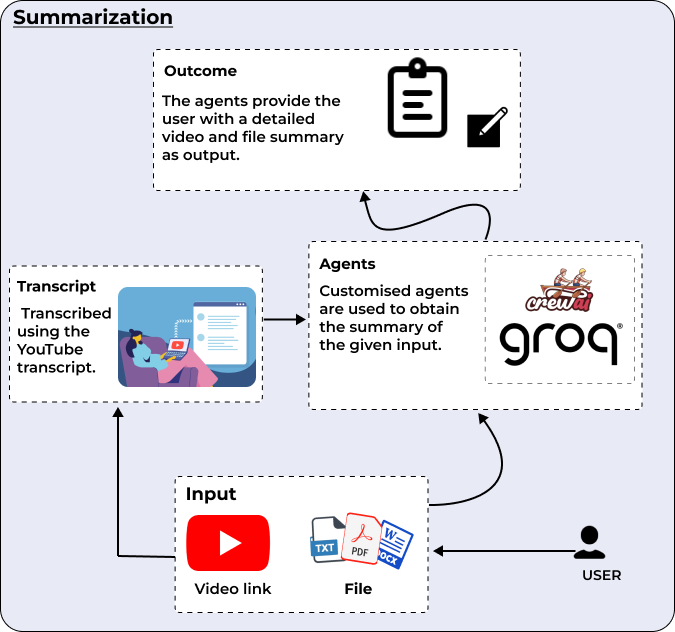 Summarization
Outcome
The agents provide the
user with a detailed
video and file summary
as output.
Transcript
Transcribed
using the
YouTube
transcript.
Agents
Customised agents
are used to obtain
the summary of
the given input.
crewai
groq®
Input
TXT
PDF
W
DOCX
Video link
File
USER